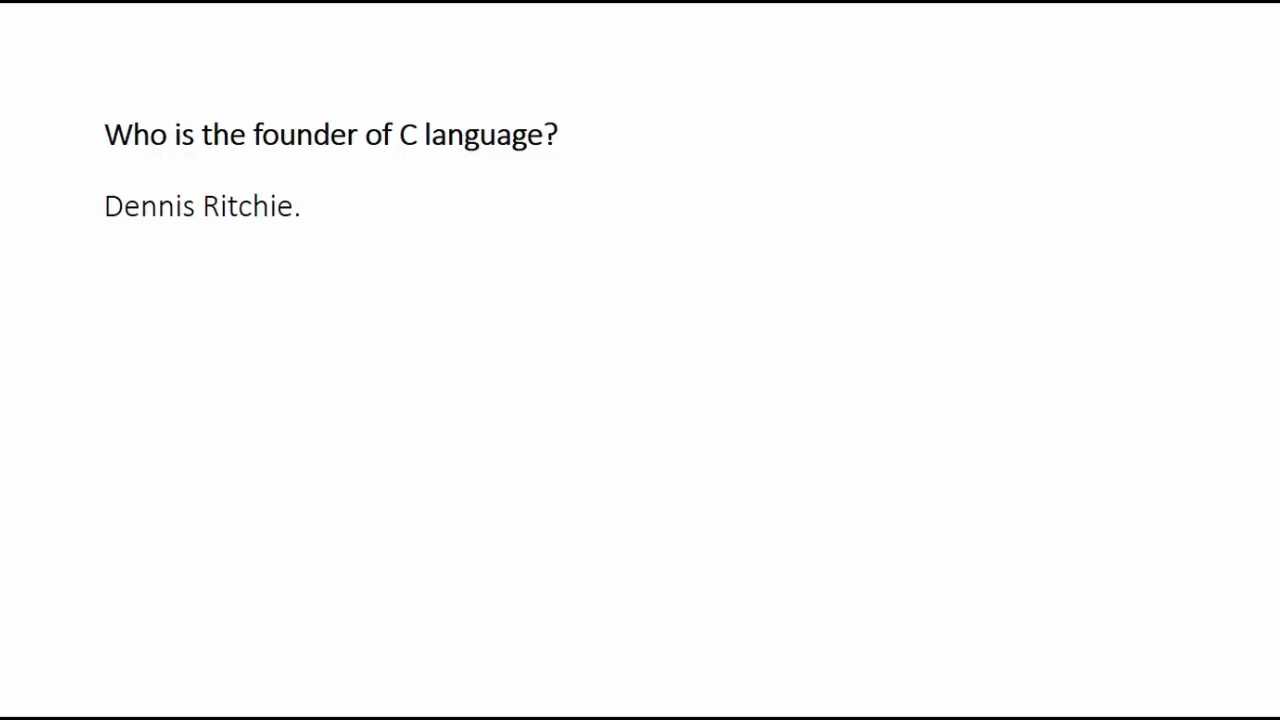 Who is the founder of C language?
Dennis Ritchie.